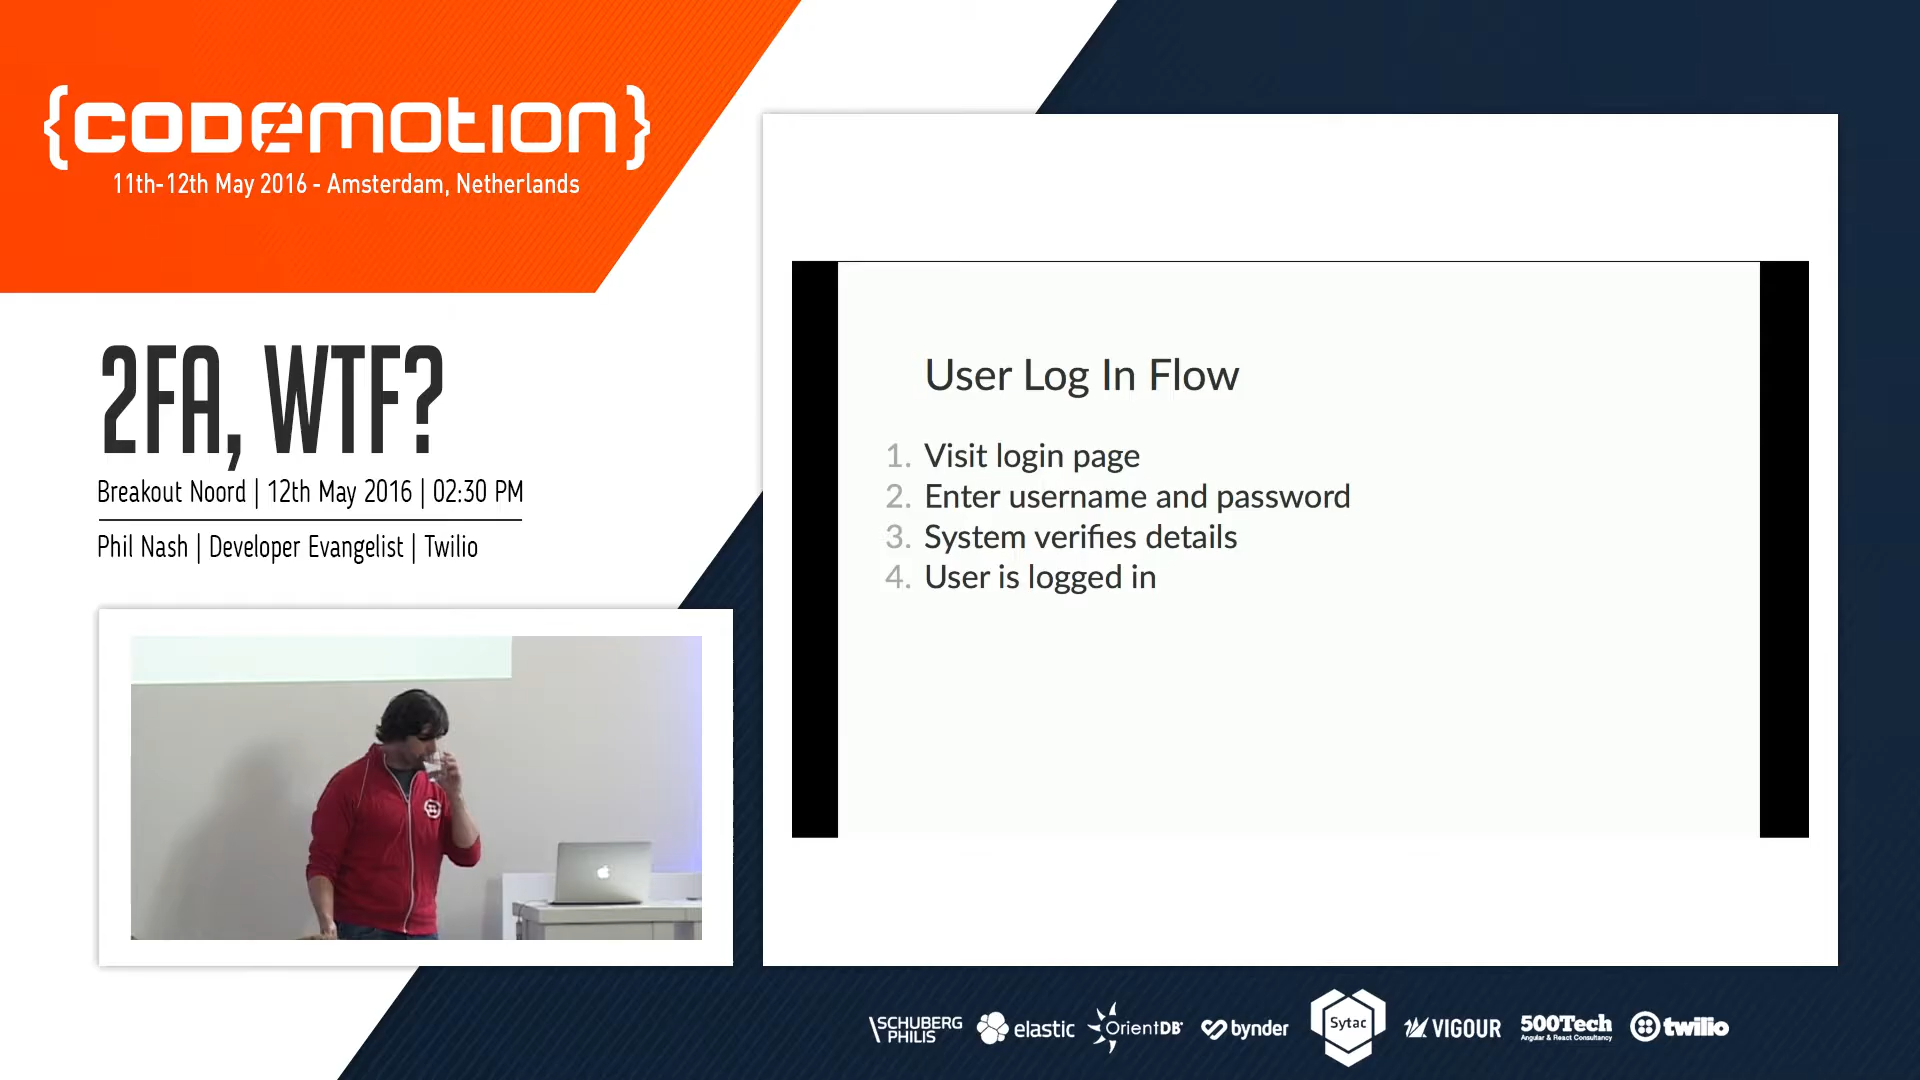 {CODEMOTION}
11th-12th May 2016 - Amsterdam, Netherlands
2FA, WTF?
Breakout Noord | 12th May 2016 | 02:30 PM
Phil Nash | Developer Evangelist | Twilio
User Log In Flow
1. Visit login page
2. Enter username and password
3. System verifies details
4. User is logged in
SCHUBERG
PHILIS
elastic
OrientDB
bynder
Sytac
VIGOUR
500Tech
Angular & React Consultancy
twilio